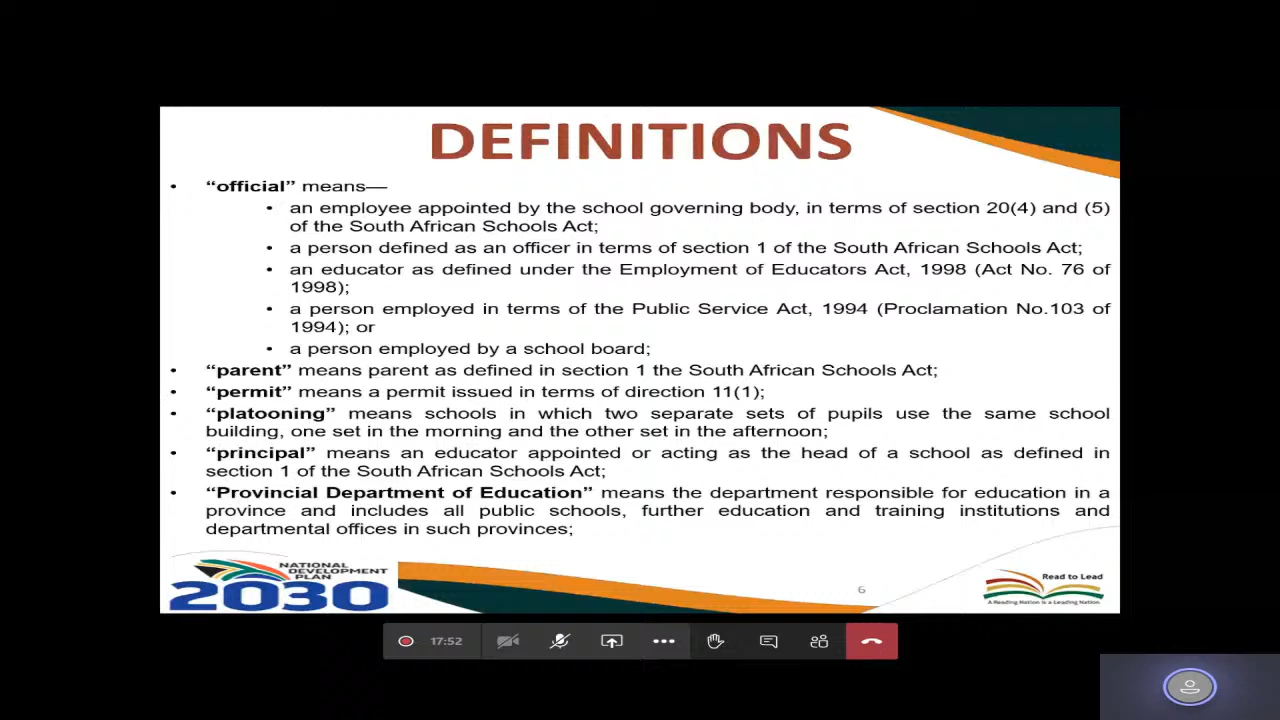 DEFINITIONS
• “official” means—
• an employee appointed by the school governing body, in terms of section 20(4) and (5)
of the South African Schools Act;
• a person defined as an officer in terms of section 1 of the South African Schools Act;
• an educator as defined under the Employment of Educators Act, 1998 (Act No. 76 of
1998);
• a person employed in terms of the Public Service Act, 1994 (Proclamation No.103 of
1994); or
• a person employed by a school board;
• “parent” means parent as defined in section 1 the South African Schools Act;
• “permit” means a permit issued in terms of direction 11(1);
• “platooning” means schools in which two separate sets of pupils use the same school
building, one set in the morning and the other set in the afternoon;
• “principal” means an educator appointed or acting as the head of a school as defined in
section 1 of the South African Schools Act;
• “Provincial Department of Education” means the department responsible for education in a
province and includes all public schools, further education and training institutions and
departmental offices in such provinces;
NATIONAL
DEVELOPMENT
PLAN
2030
6
Read to Lead
A Reading Nation is a Leading Nation
17:52